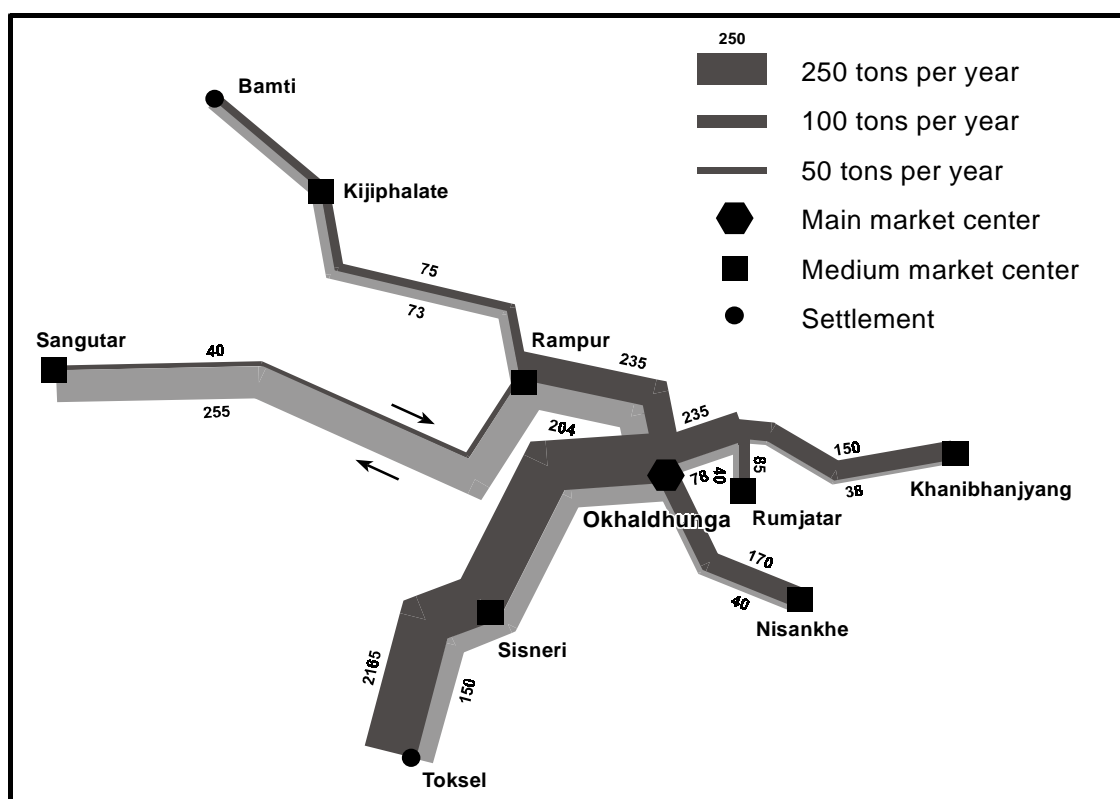 250
250 tons per year
100 tons per year
50 tons per year
Main market center
Medium market center
Settlement
Bamti
Kijiphalate
75
73
Sangutar
40
255
Rampur
235
204
235
150
38
Khanibhanjyang
85
40
78
Rumjatar
Okhaldhunga
170
40
Nisankhe
Sisneri
150
Toksel